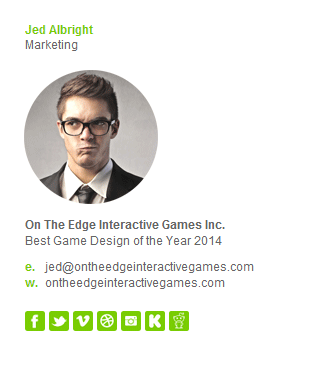 Jed Albright
Marketing
On The Edge Interactive Games Inc.
Best Game Design of the Year 2014
e. jed@ontheedgeinteractivegames.com
w. ontheedgeinteractivegames.com